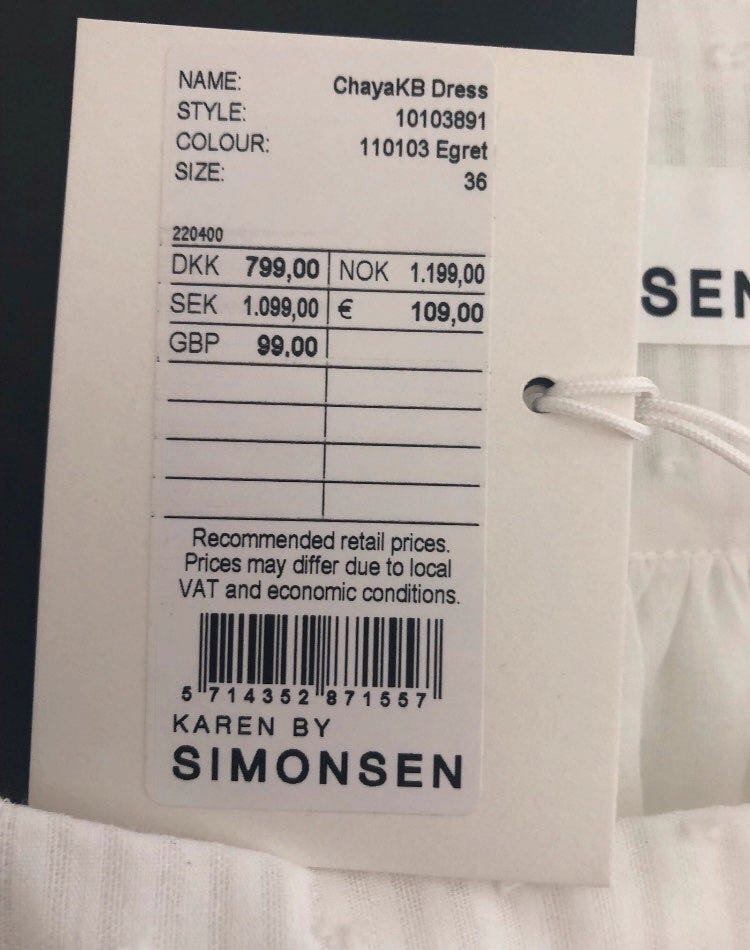 NAME: ChayaKB Dress
STYLE: 10103891
COLOUR: 110103 Egret
SIZE: 36
220400
DKK 799,00 NOK 1.199,00
SEK 1.099,00 € 109,00
GBP 99.00
Recommended retail prices.
Prices may differ due to local
VAT and economic conditions.
5 714352 871557
KAREN BY
SIMONSEN
SEN